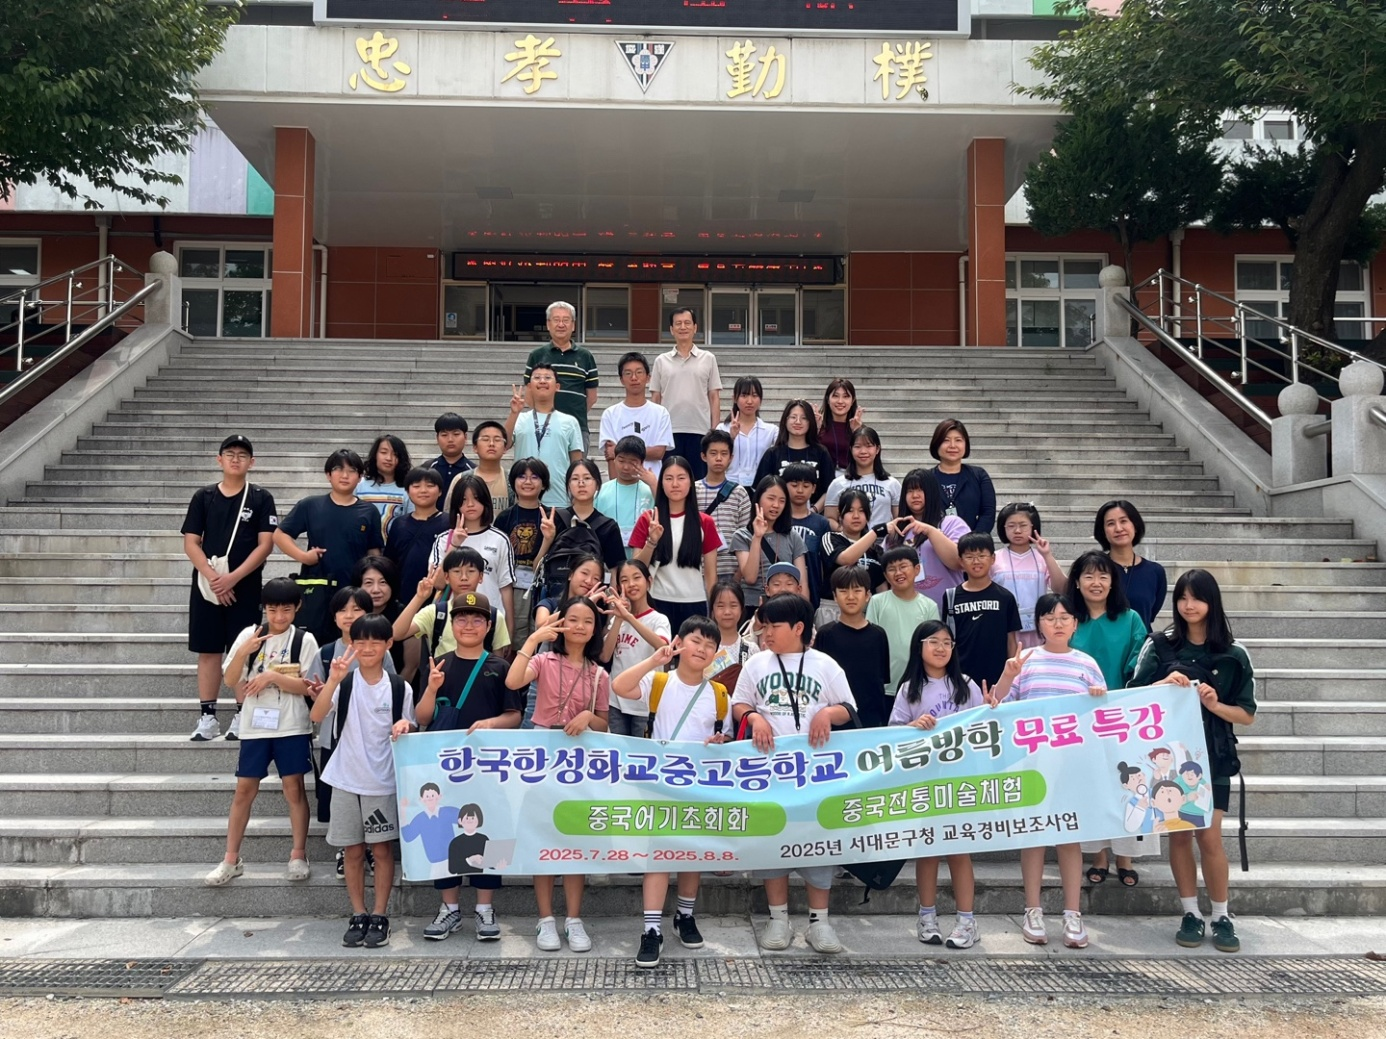 忠 孝 勤 樸
STANFORD
WOODIE
WOODIE
adidas
한국한성화교중고등학교 여름방학 무료 특강
중국어기초회화 중국전통미술체험
2025.7.28 ~ 2025.8.8. 2025년 서대문구청 교육경비보조사업